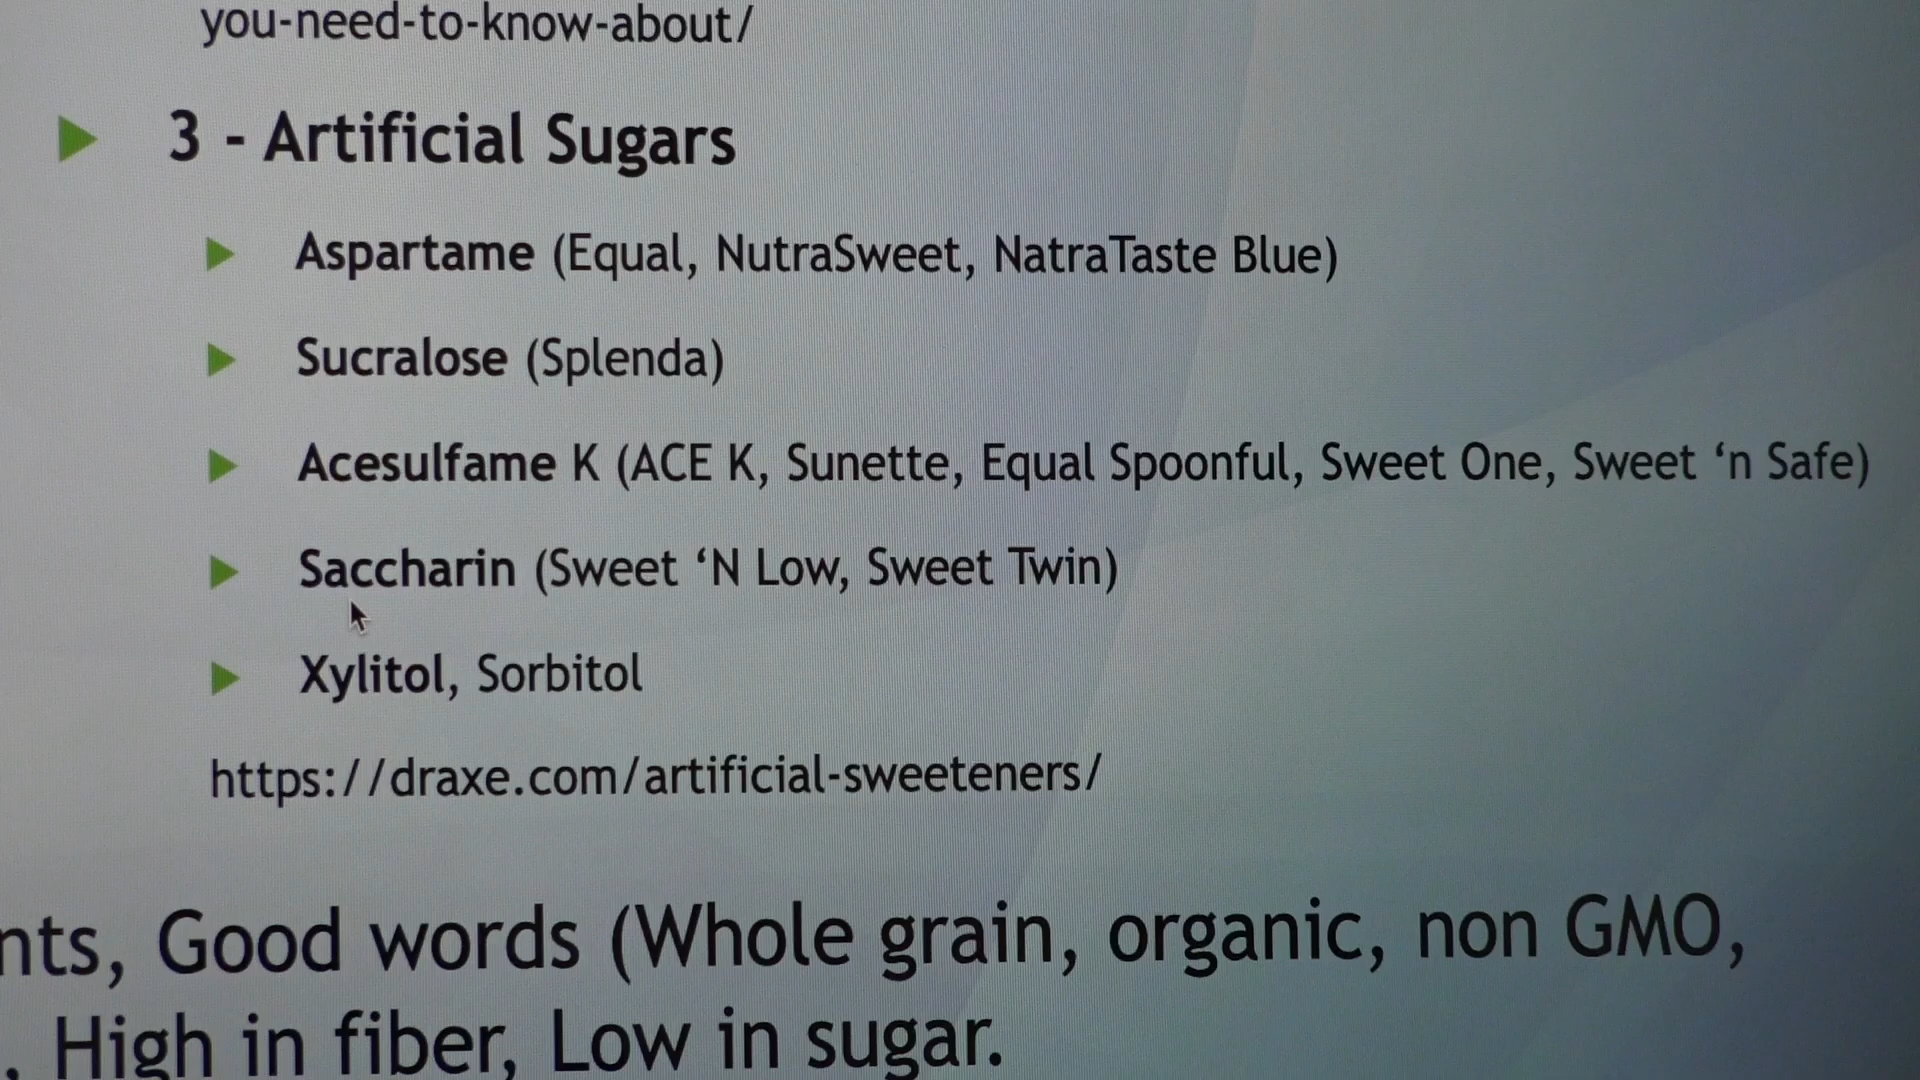 you-need-to-know-about/
3 - Artificial Sugars
Aspartame (Equal, NutraSweet, NatraTaste Blue)
Sucralose (Splenda)
Acesulfame K (ACE K, Sunette, Equal Spoonful, Sweet One, Sweet ‘n Safe)
Saccharin (Sweet ‘N Low, Sweet Twin)
Xylitol, Sorbitol
https://draxe.com/artificial-sweeteners/
nts, Good words (Whole grain, organic, non GMO,
. High in fiber, Low in sugar.